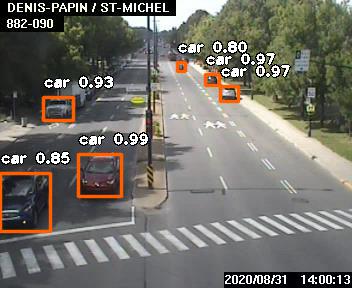 DENIS-PAPIN / ST-MICHEL
882-090
car 0.80
car 0.97
car 0.97
car 0.93
car 0.99
car 0.85
2020/08/31 14:00:13